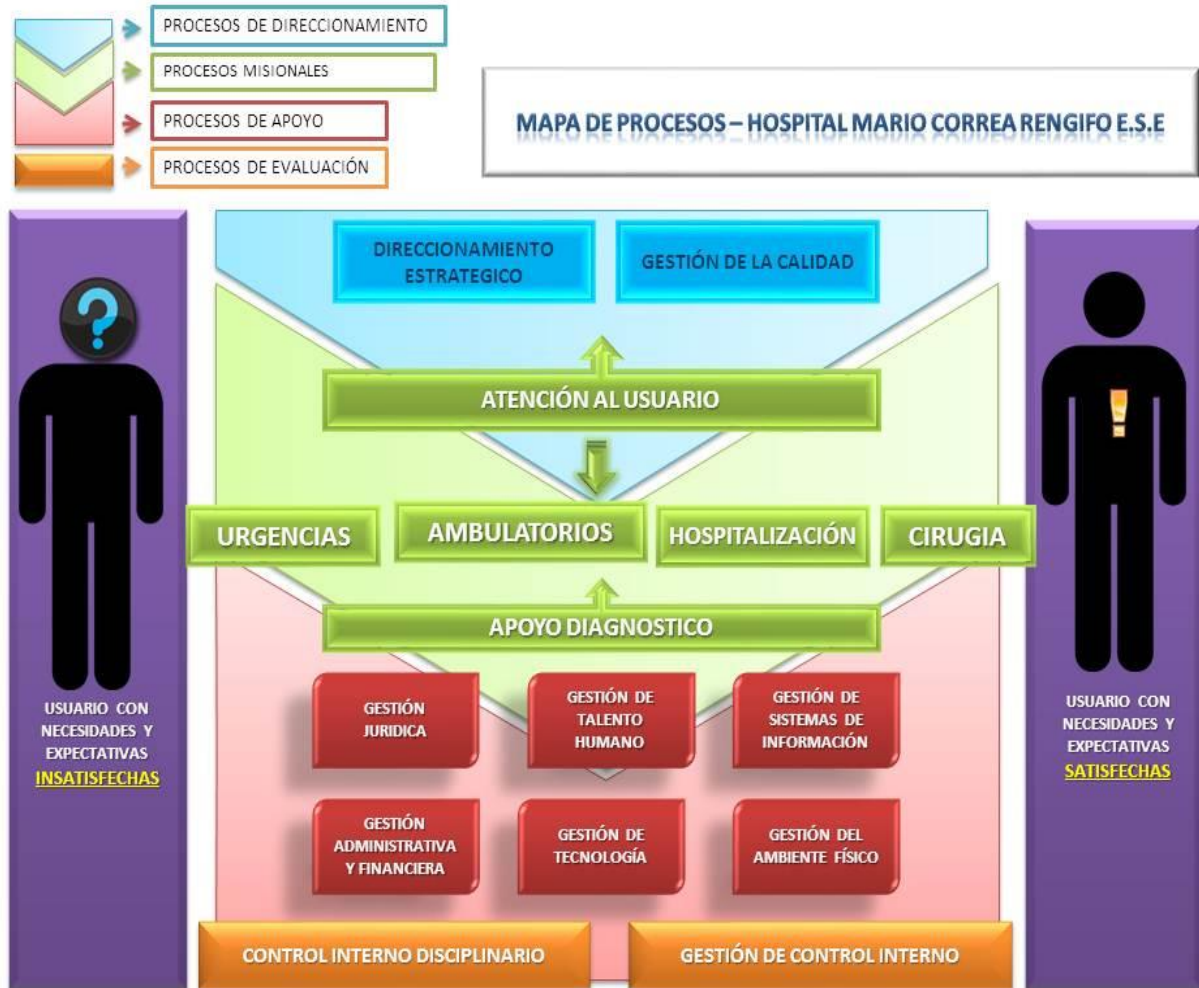 PROCESOS DE DIRECCIONAMIENTO
PROCESOS MISIONALES
PROCESOS DE APOYO
PROCESOS DE EVALUACIÓN
MAPA DE PROCESOS – HOSPITAL MARIO CORREA RENGIFO E.S.E
DIRECCIONAMIENTO
ESTRATEGICO
GESTIÓN DE LA CALIDAD
?
ATENCIÓN AL USUARIO
!
URGENCIAS
AMBULATORIOS
HOSPITALIZACIÓN
CIRUGIA
APOYO DIAGNOSTICO
USUARIO CON
NECESIDADES Y
EXPECTATIVAS
INSATISFECHAS
GESTIÓN
JURIDICA
GESTIÓN DE
TALENTO
HUMANO
GESTIÓN DE
SISTEMAS DE
INFORMACIÓN
USUARIO CON
NECESIDADES Y
EXPECTATIVAS
SATISFECHAS
GESTIÓN
ADMINISTRATIVA
Y FINANCIERA
GESTIÓN DE
TECNOLOGÍA
GESTIÓN DEL
AMBIENTE FÍSICO
CONTROL INTERNO DISCIPLINARIO
GESTIÓN DE CONTROL INTERNO